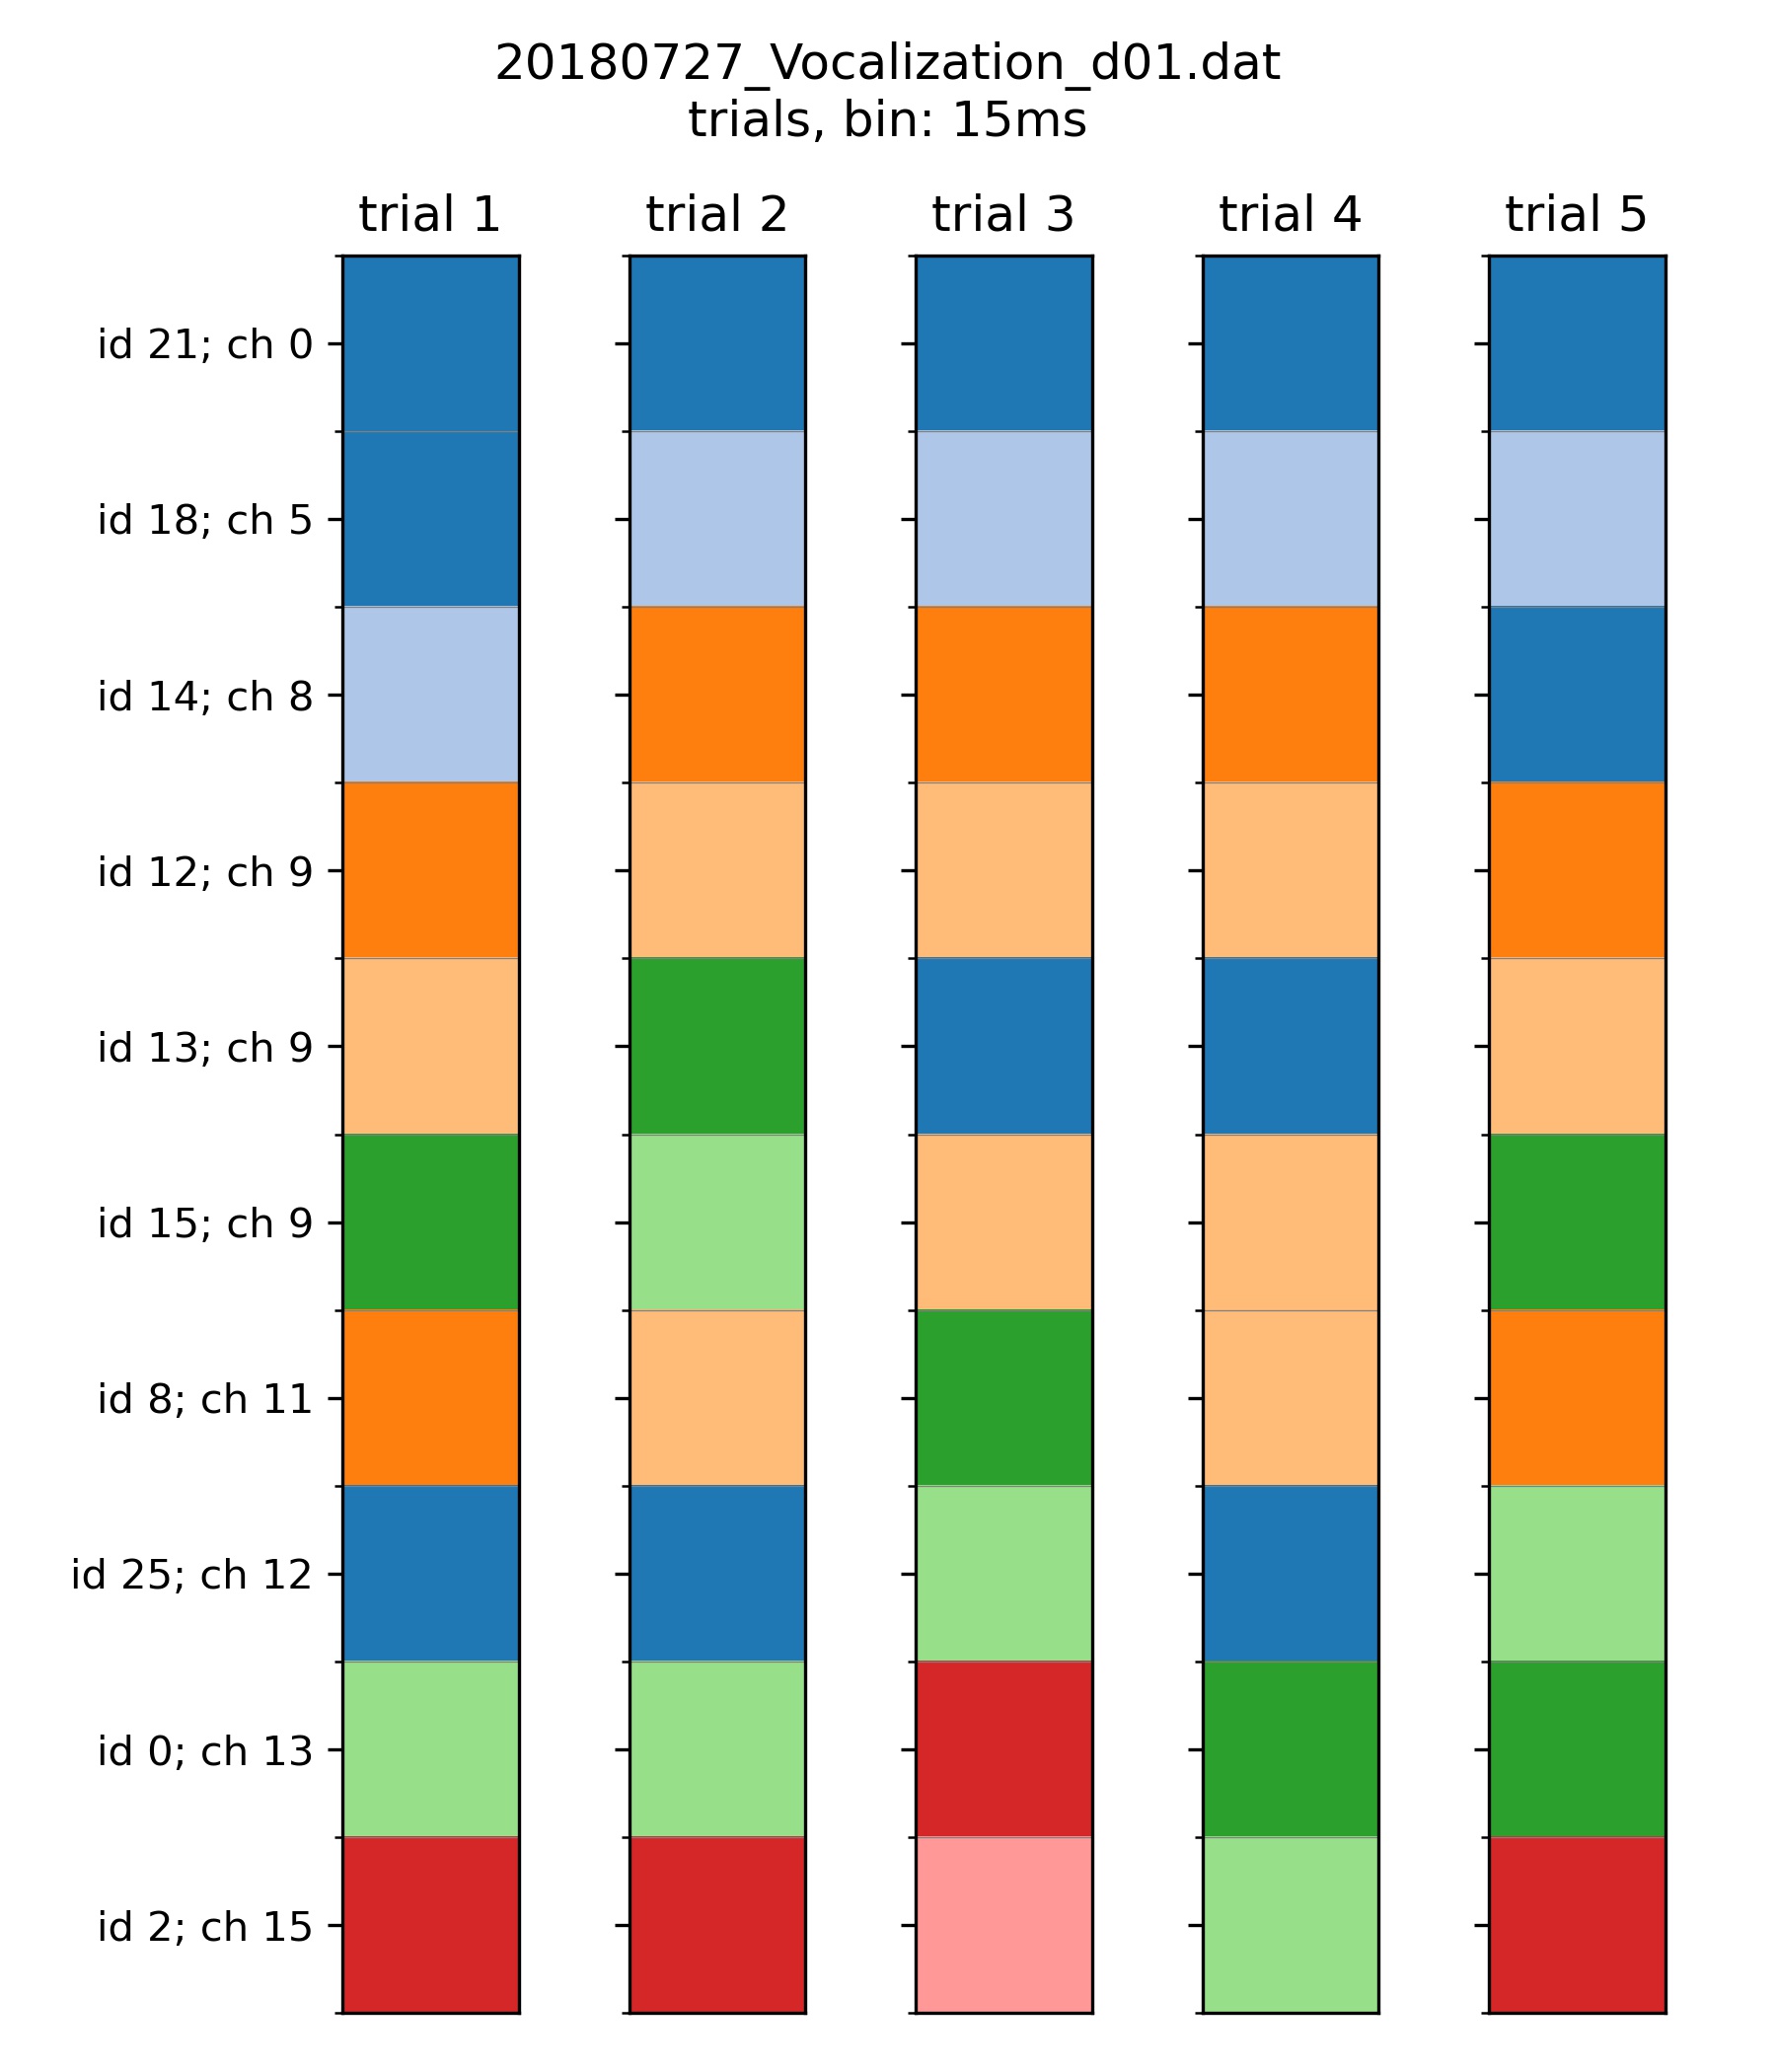 20180727_Vocalization_d01.dat
trials, bin: 15ms
trial 1 trial 2 trial 3 trial 4 trial 5
id 21; ch 0
id 18; ch 5
id 14; ch 8
id 12; ch 9
id 13; ch 9
id 15; ch 9
id 8; ch 11
id 25; ch 12
id 0; ch 13
id 2; ch 15